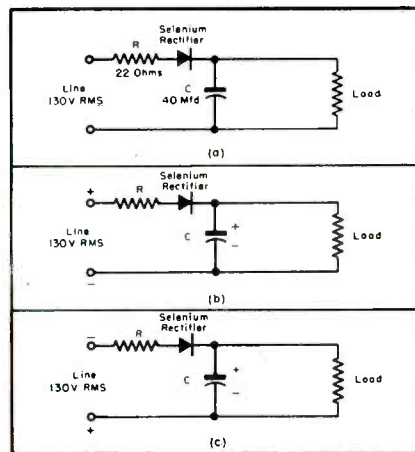 Selenium
Rectifier
R
22 Ohms
Line
130V RMS
C
40 Mfd
Load
(a)
Selenium
Rectifier
+
R
Line
130V RMS
C
+
−
Load
−
(b)
Selenium
Rectifier
−
R
Line
130V RMS
C
+
−
Load
+
(c)